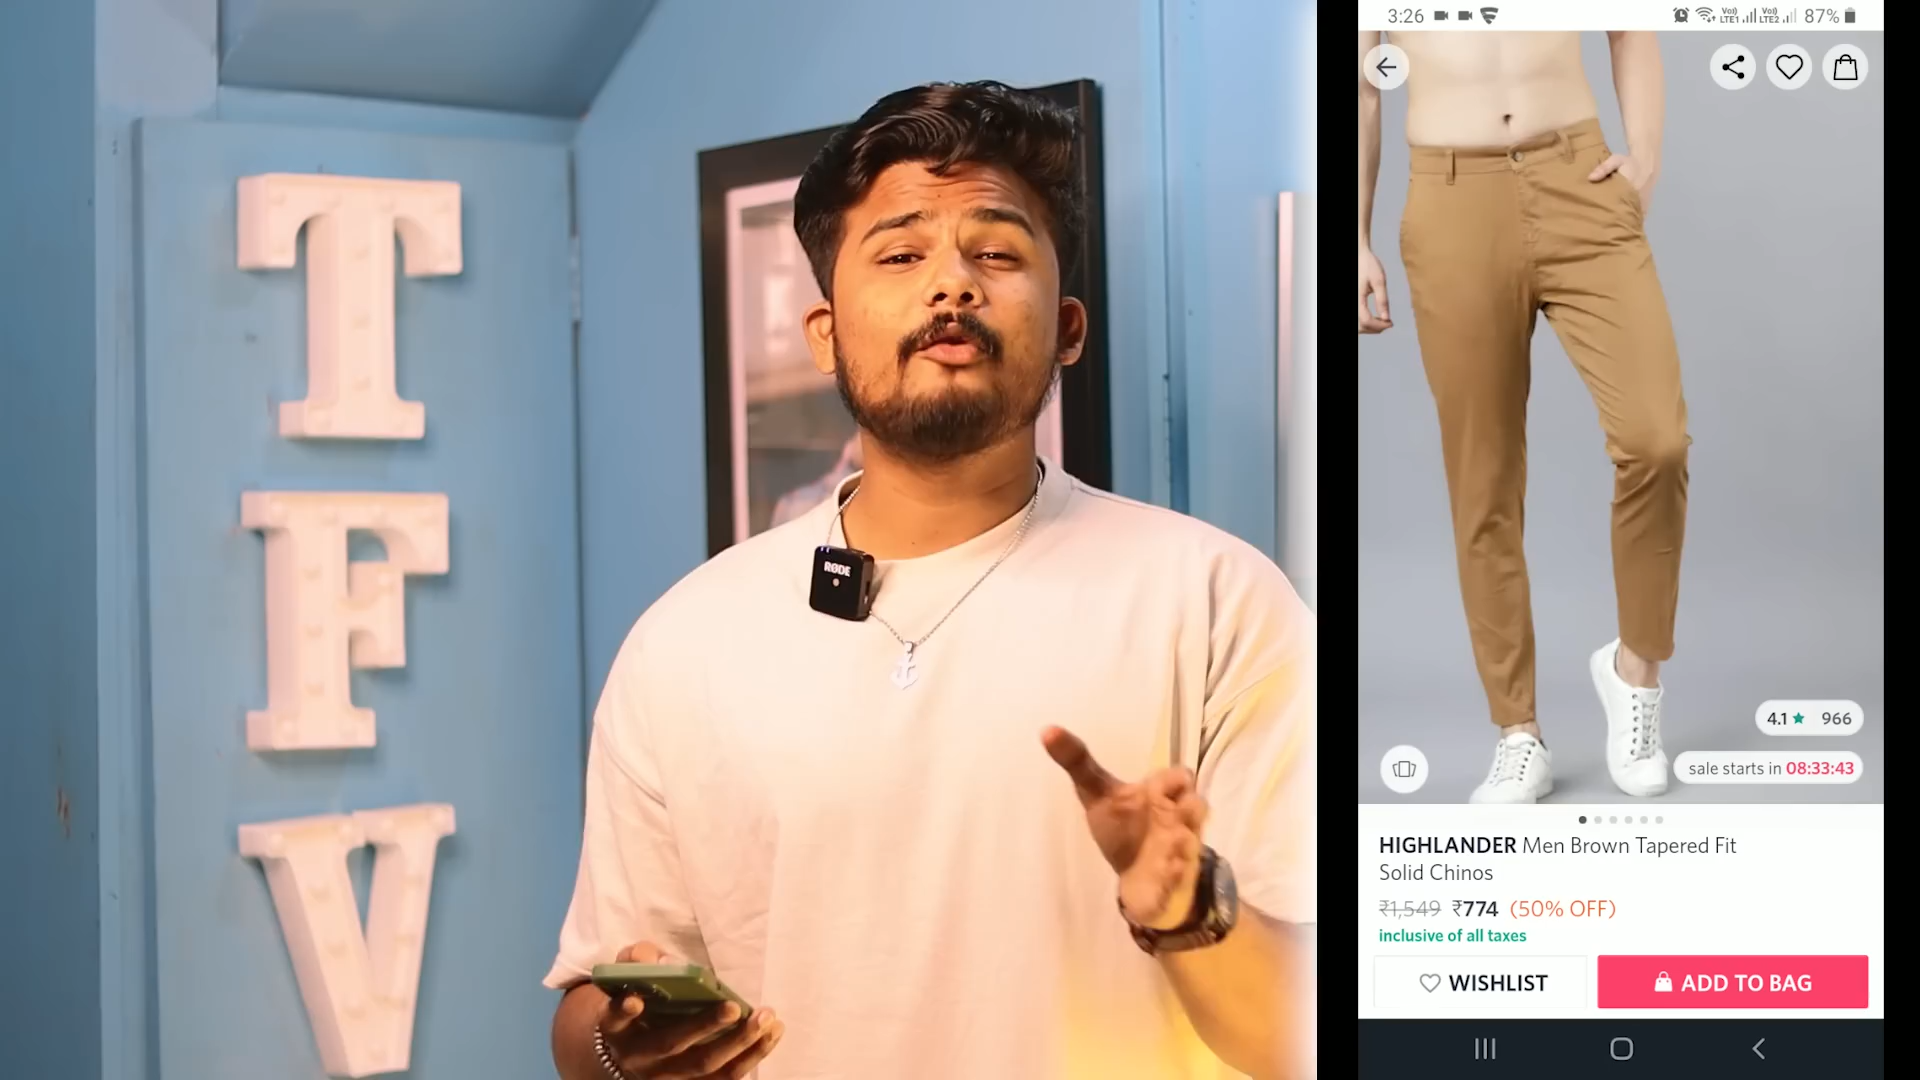 T
F
V
RØDE
3:26
87%
4.1 ★ 966
sale starts in 08:33:43
HIGHLANDER Men Brown Tapered Fit
Solid Chinos
₹1,549 ₹774 (50% OFF)
inclusive of all taxes
WISHLIST
ADD TO BAG